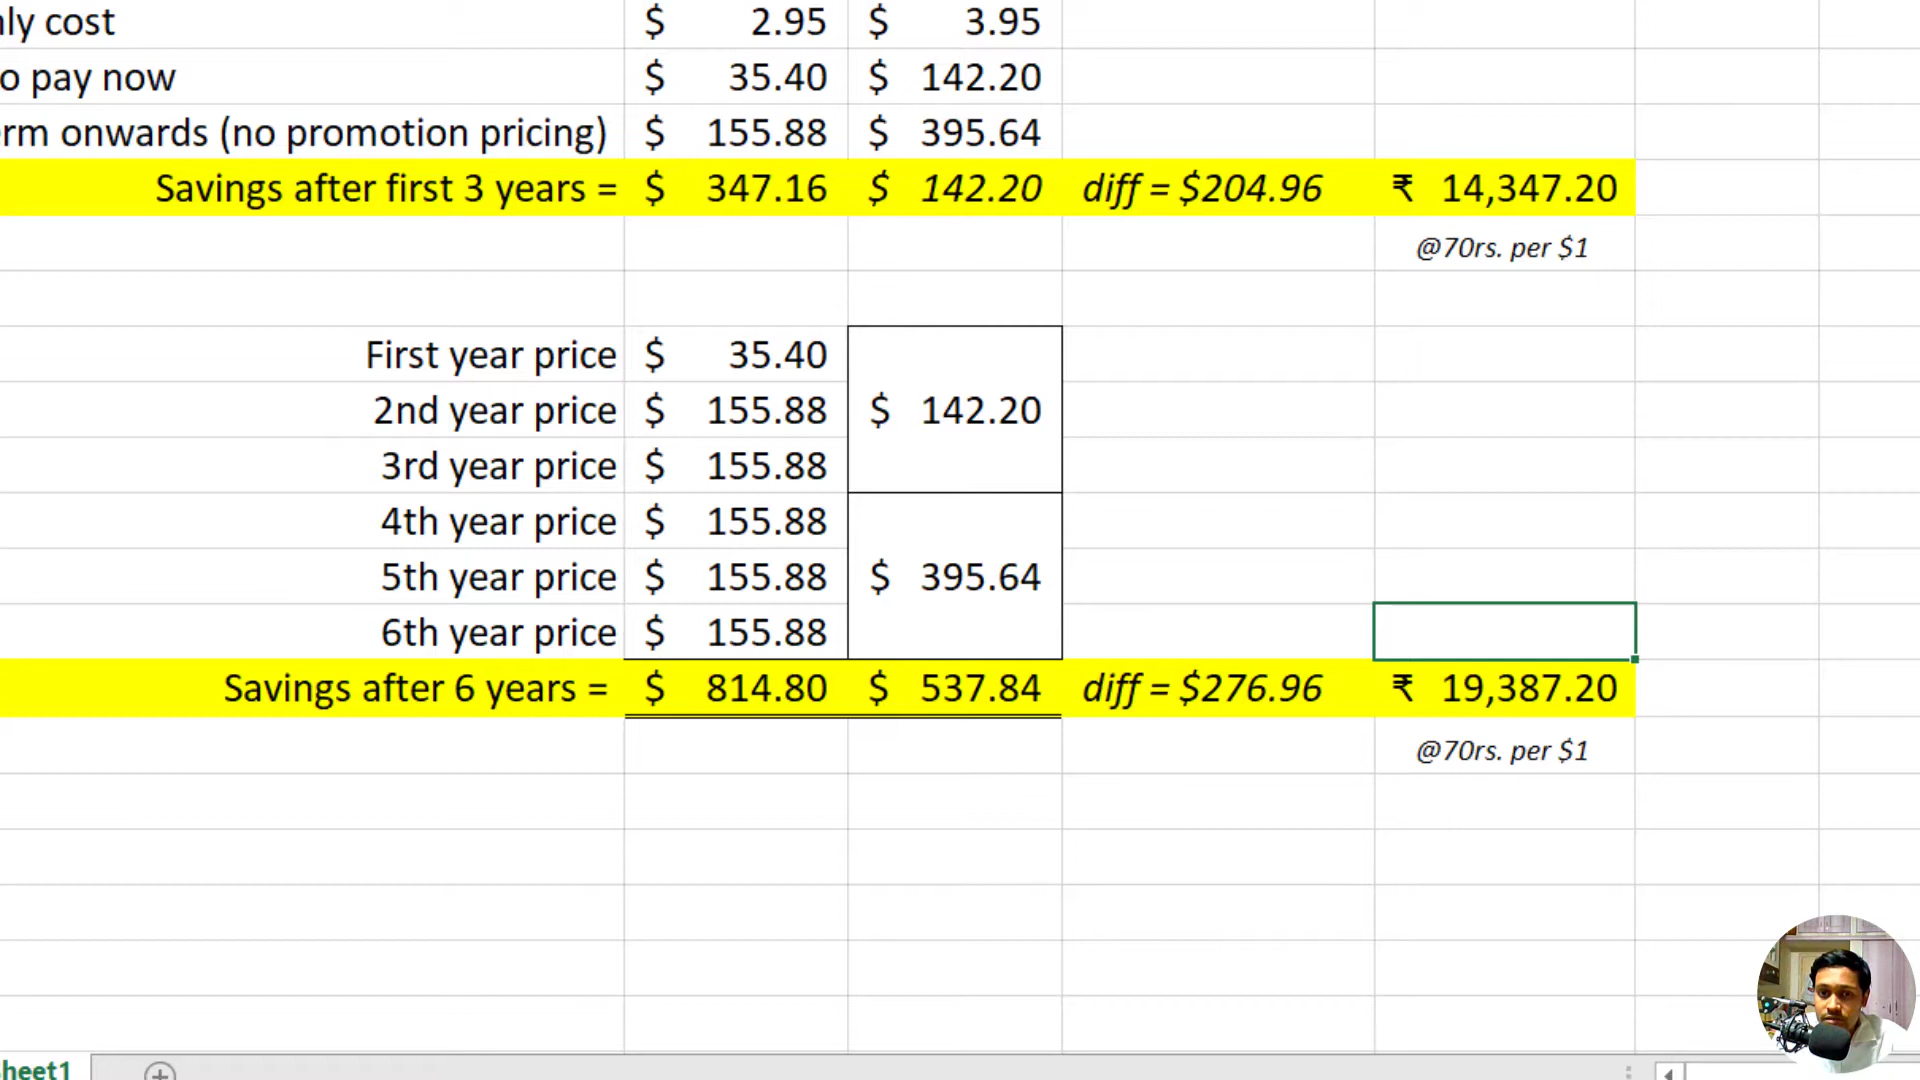 nly cost $ 2.95 $ 3.95
o pay now $ 35.40 $ 142.20
erm onwards (no promotion pricing) $ 155.88 $ 395.64
Savings after first 3 years = $ 347.16 $ 142.20 diff = $204.96 ₹ 14,347.20
@70rs. per $1
First year price $ 35.40
2nd year price $ 155.88 $ 142.20
3rd year price $ 155.88
4th year price $ 155.88
5th year price $ 155.88 $ 395.64
6th year price $ 155.88
Savings after 6 years = $ 814.80 $ 537.84 diff = $276.96 ₹ 19,387.20
@70rs. per $1
heet1